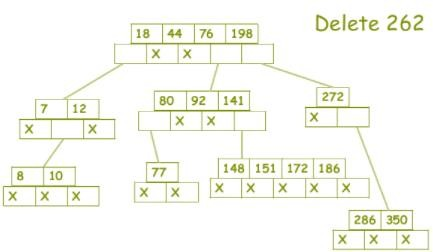 Delete 262
18 44 76 198
X X
7 12
X X
80 92 141
X X
272
X
8 10
X X X
77
X X
148 151 172 186
X X X X X
286 350
X X X